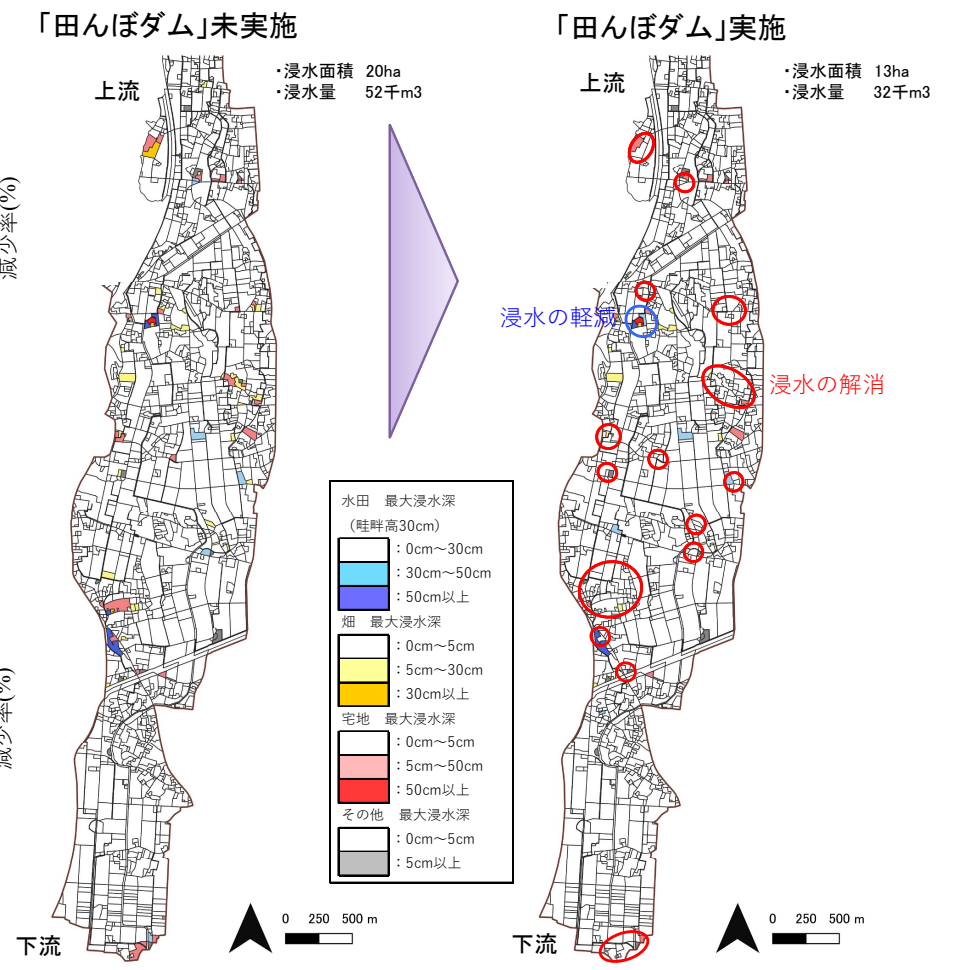 「田んぼダム」未実施
「田んぼダム」実施
上流
・浸水面積 20ha
・浸水量 52千m3
上流
・浸水面積 13ha
・浸水量 32千m3
減少率(%)
浸水の軽減
浸水の解消
水田 最大浸水深
(畦畔高30cm)
：0cm～30cm
：30cm～50cm
：50cm以上
畑 最大浸水深
：0cm～5cm
：5cm～30cm
：30cm以上
宅地 最大浸水深
：0cm～5cm
：5cm～50cm
：50cm以上
その他 最大浸水深
：0cm～5cm
：5cm以上
減少率(%)
下流
0 250 500 m
下流
0 250 500 m